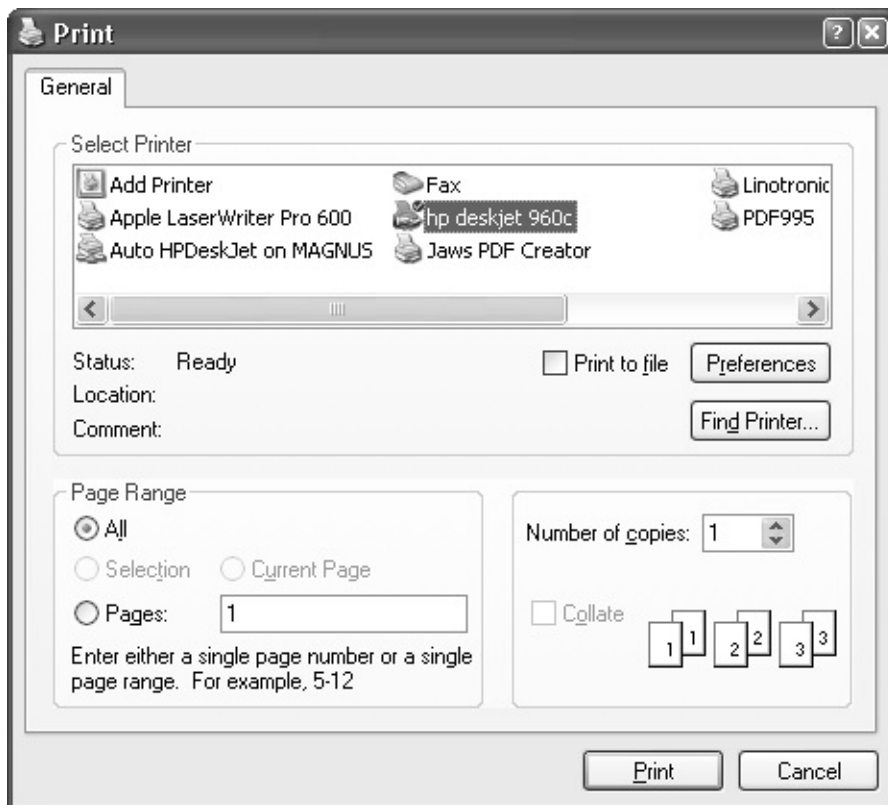 Print
General
Select Printer
Add Printer
Fax
Linotronic
Apple LaserWriter Pro 600
hp deskjet 960c
PDF995
Auto HPDeskJet on MAGNUS
Jaws PDF Creator
Status: Ready
Print to file
Preferences
Location:
Comment:
Find Printer...
Page Range
All
Selection
Current Page
Pages: 1
Enter either a single page number or a single
page range. For example, 5-12
Number of copies: 1
Collate
1 1 2 2 3 3
Print
Cancel